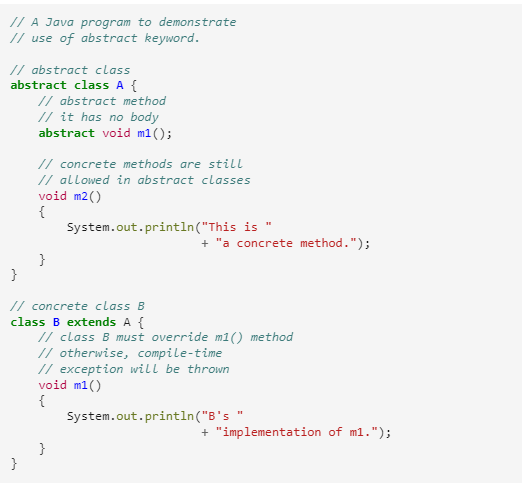 // A Java program to demonstrate
// use of abstract keyword.

// abstract class
abstract class A {
    // abstract method
    // it has no body
    abstract void m1();

    // concrete methods are still
    // allowed in abstract classes
    void m2()
    {
        System.out.println("This is "
                           + "a concrete method.");
    }
}

// concrete class B
class B extends A {
    // class B must override m1() method
    // otherwise, compile-time
    // exception will be thrown
    void m1()
    {
        System.out.println("B's "
                           + "implementation of m1.");
    }
}